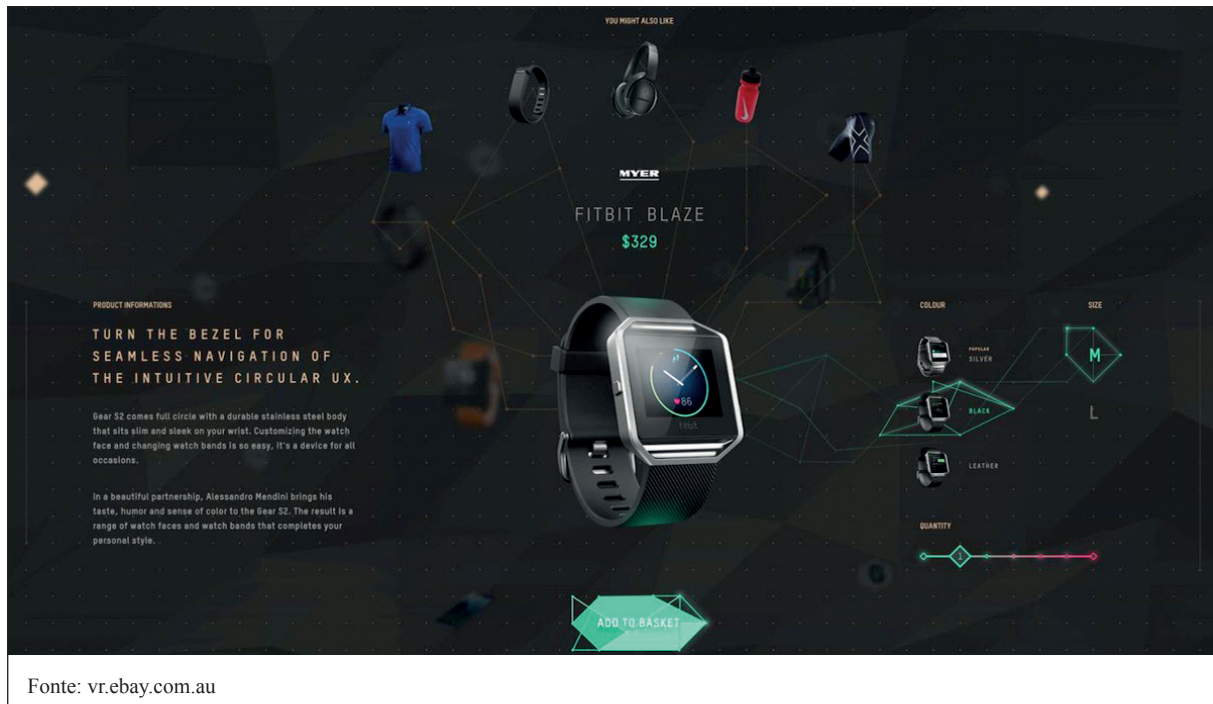 YOU MIGHT ALSO LIKE
MYER
FITBIT BLAZE
$329
PRODUCT INFORMATIONS
TURN THE BEZEL FOR
SEAMLESS NAVIGATION OF
THE INTUITIVE CIRCULAR UX.
Gear S2 comes full circle with a durable stainless steel body
that sits slim and sleek on your wrist. Customizing the watch
face and changing watch bands is so easy, it's a device for all
occasions.
In a beautiful partnership, Alessandro Mendini brings his
taste, humor and sense of color to the Gear S2. The result is a
range of watch faces and watch bands that completes your
personal style.
86
fitbit
COLOUR
POPULAR
SILVER
BLACK
LEATHER
SIZE
M
L
QUANTITY
1
ADD TO BASKET
Fonte: vr.ebay.com.au